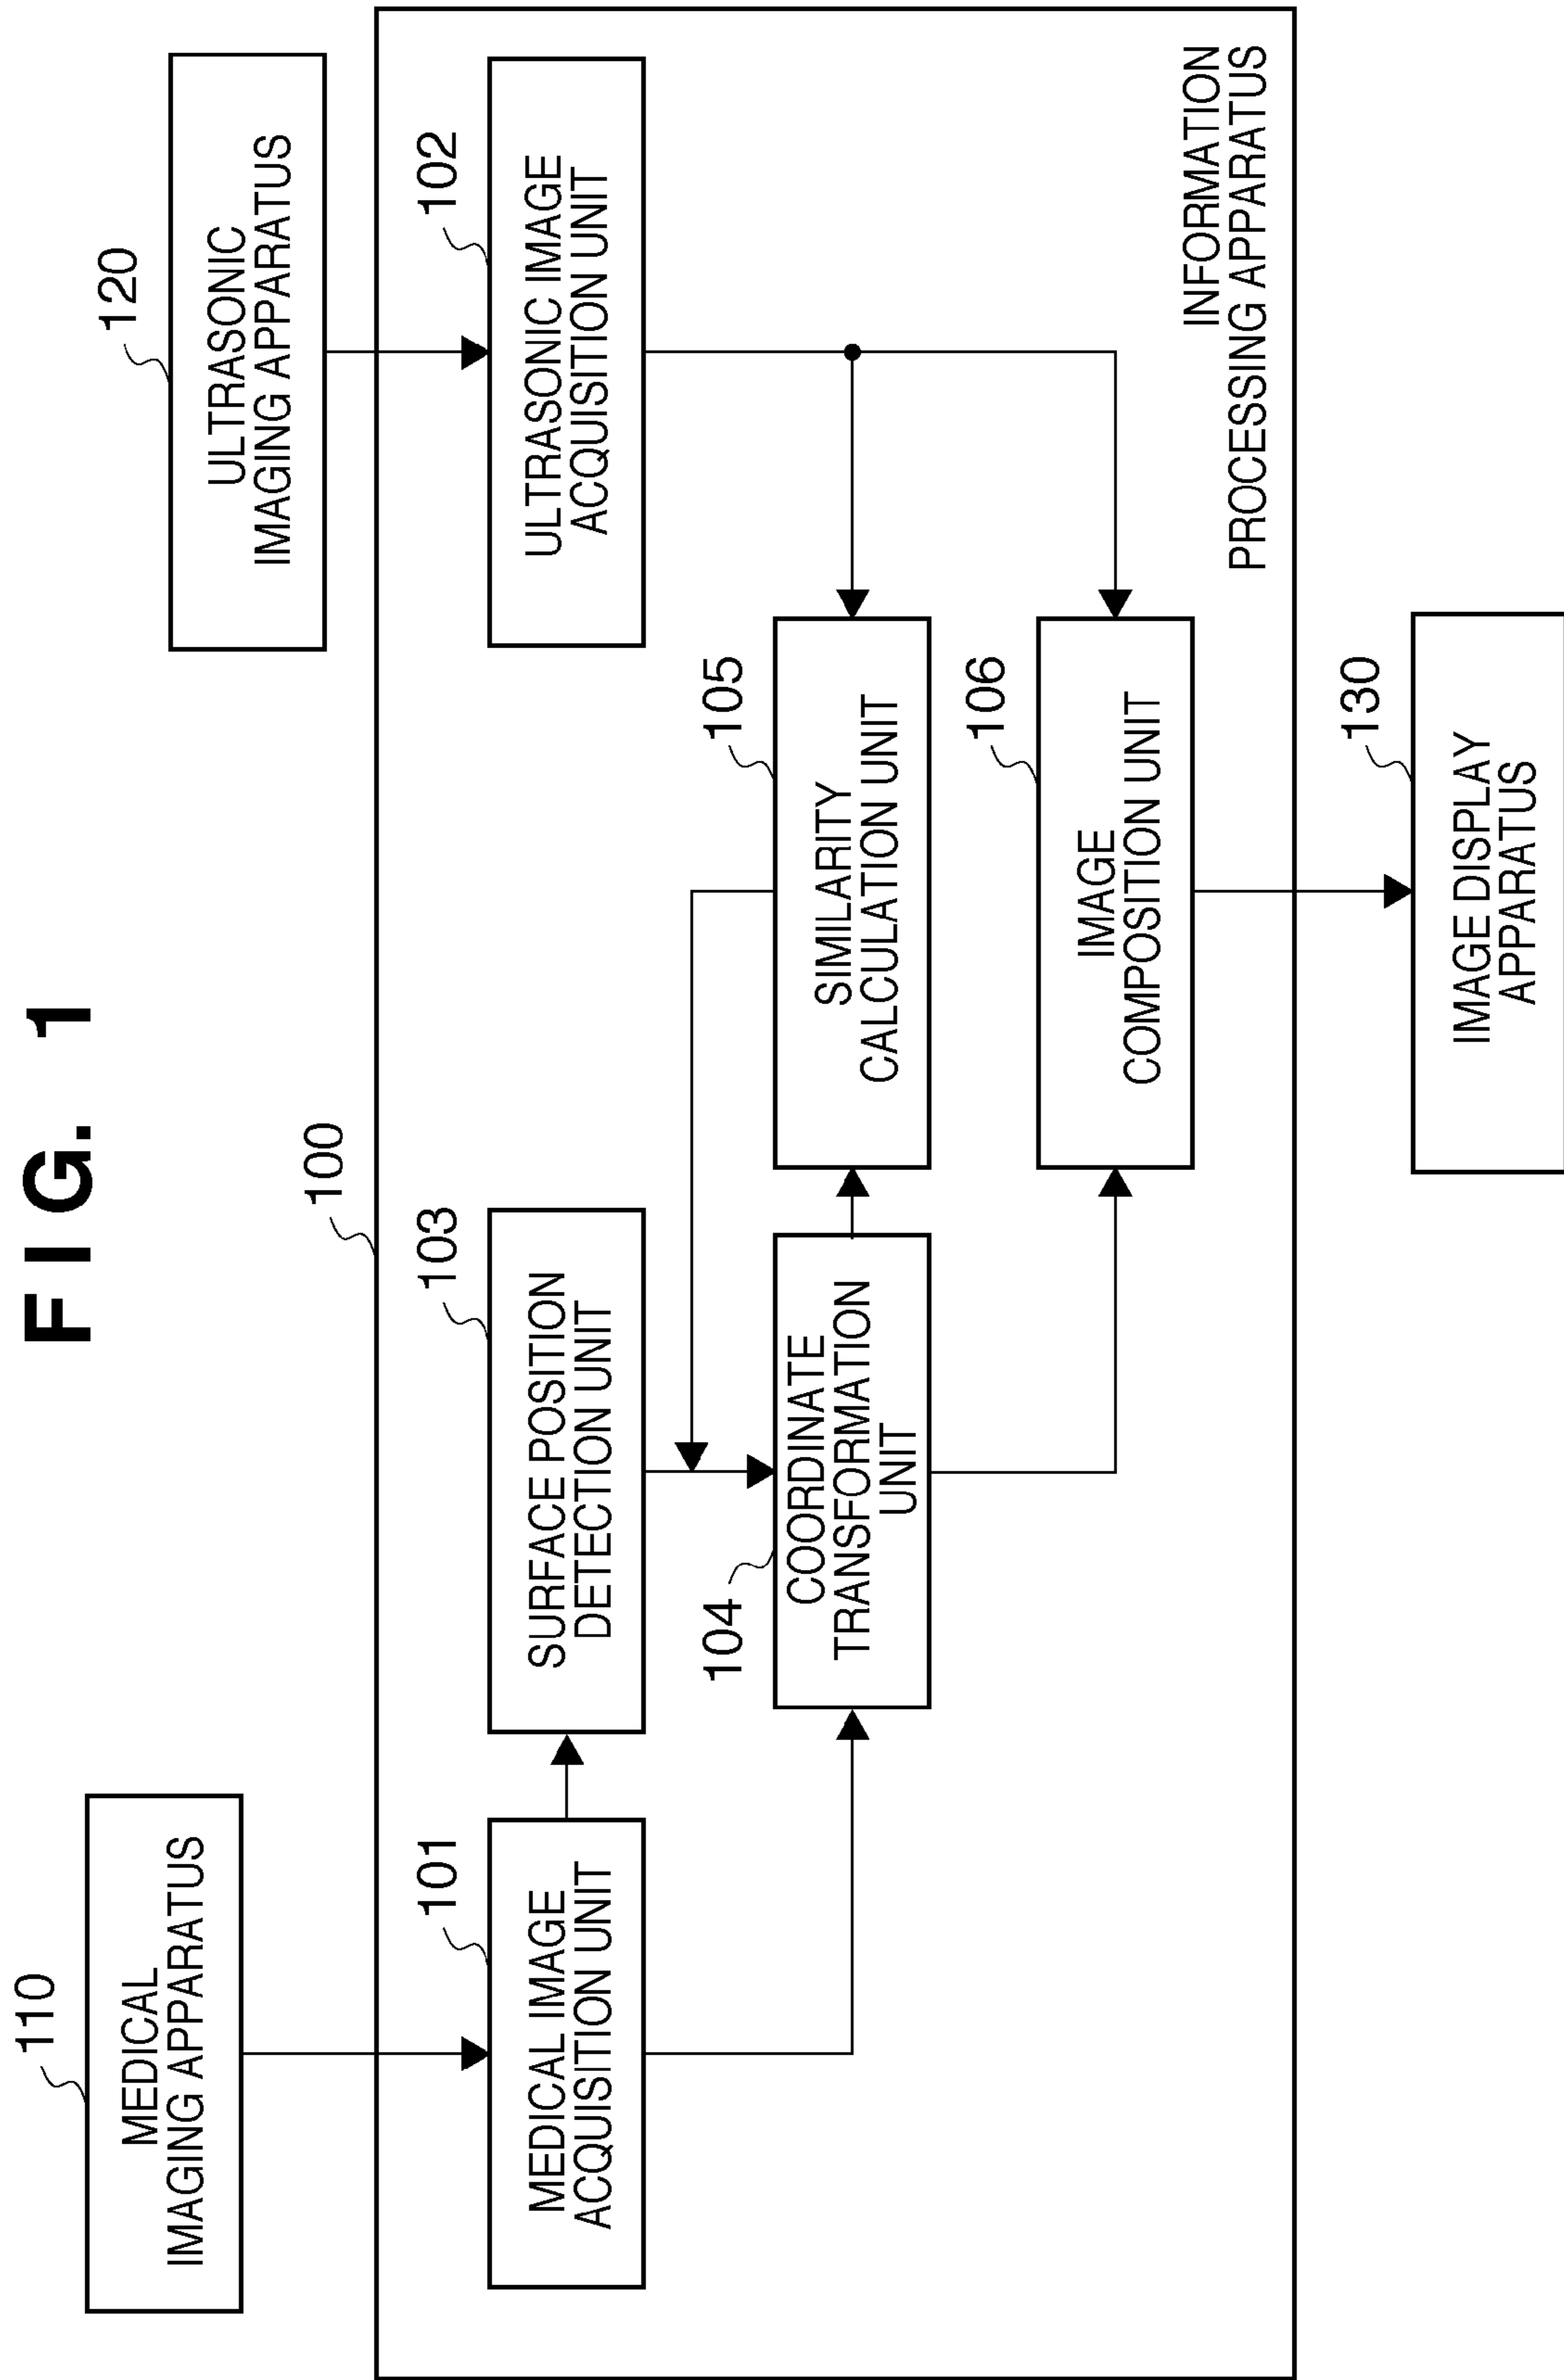 FIG. 1
110
MEDICAL
IMAGING APPARATUS
120
ULTRASONIC
IMAGING APPARATUS
100
101
MEDICAL IMAGE
ACQUISITION UNIT
103
SURFACE POSITION
DETECTION UNIT
102
ULTRASONIC IMAGE
ACQUISITION UNIT
104
COORDINATE
TRANSFORMATION
UNIT
105
SIMILARITY
CALCULATION UNIT
106
IMAGE
COMPOSITION UNIT
INFORMATION
PROCESSING APPARATUS
130
IMAGE DISPLAY
APPARATUS